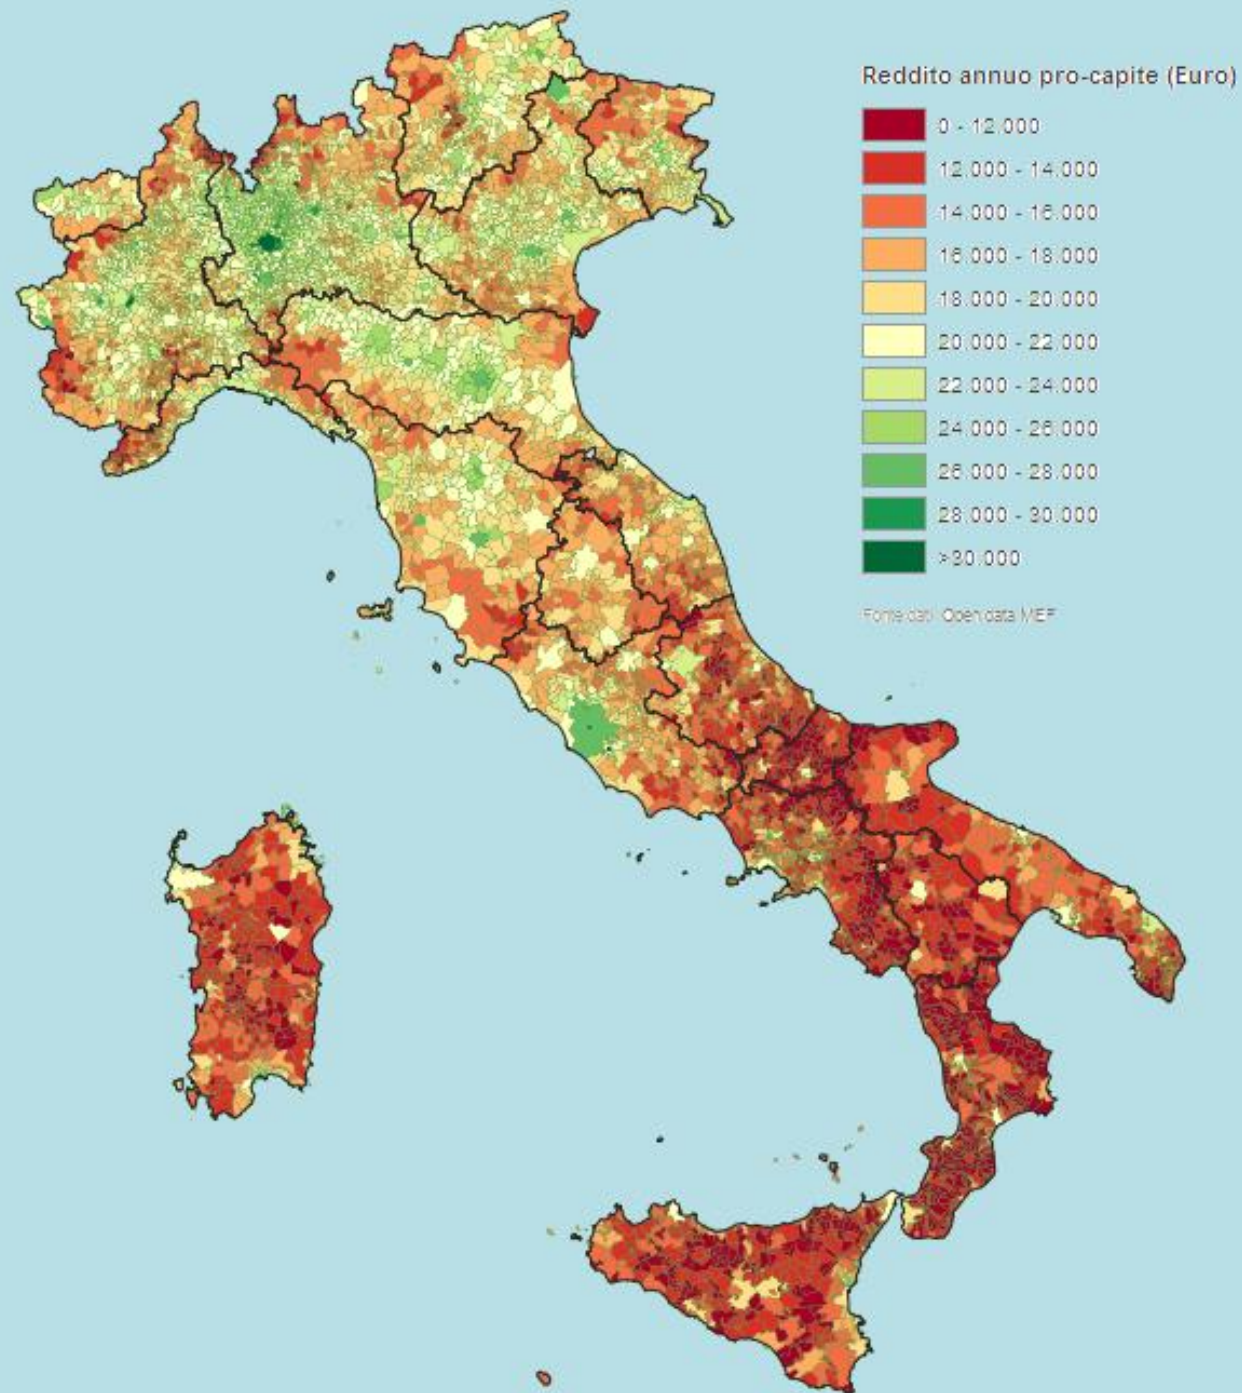 Reddito annuo pro-capite (Euro)
0 - 12.000
12.000 - 14.000
14.000 - 16.000
16.000 - 18.000
18.000 - 20.000
20.000 - 22.000
22.000 - 24.000
24.000 - 26.000
26.000 - 28.000
28.000 - 30.000
>30.000
Fonte dati: Open data MEF